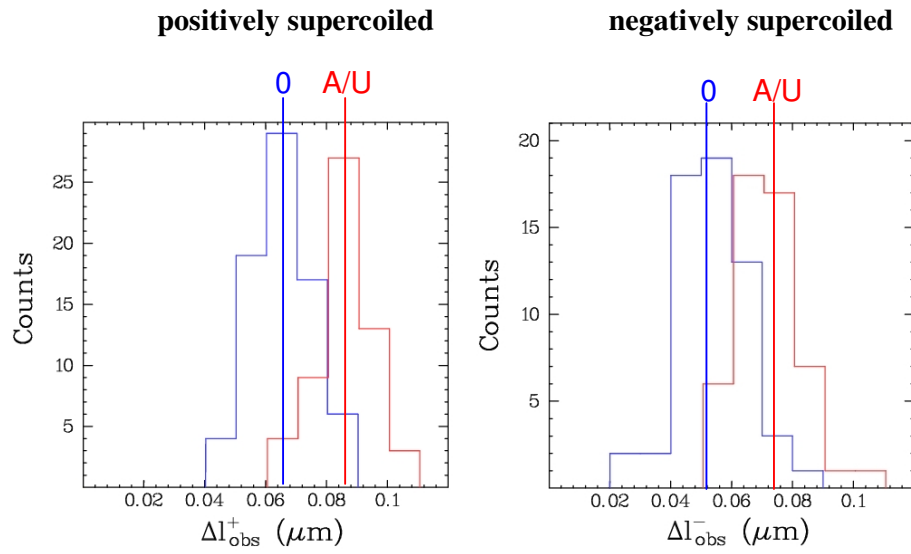 positively supercoiled
0 A/U
25
20
15
10
5
Counts
0.02 0.04 0.06 0.08 0.1
Δl⁺obs (μm)
negatively supercoiled
0 A/U
20
15
10
5
Counts
0.02 0.04 0.06 0.08 0.1
Δl⁻obs (μm)